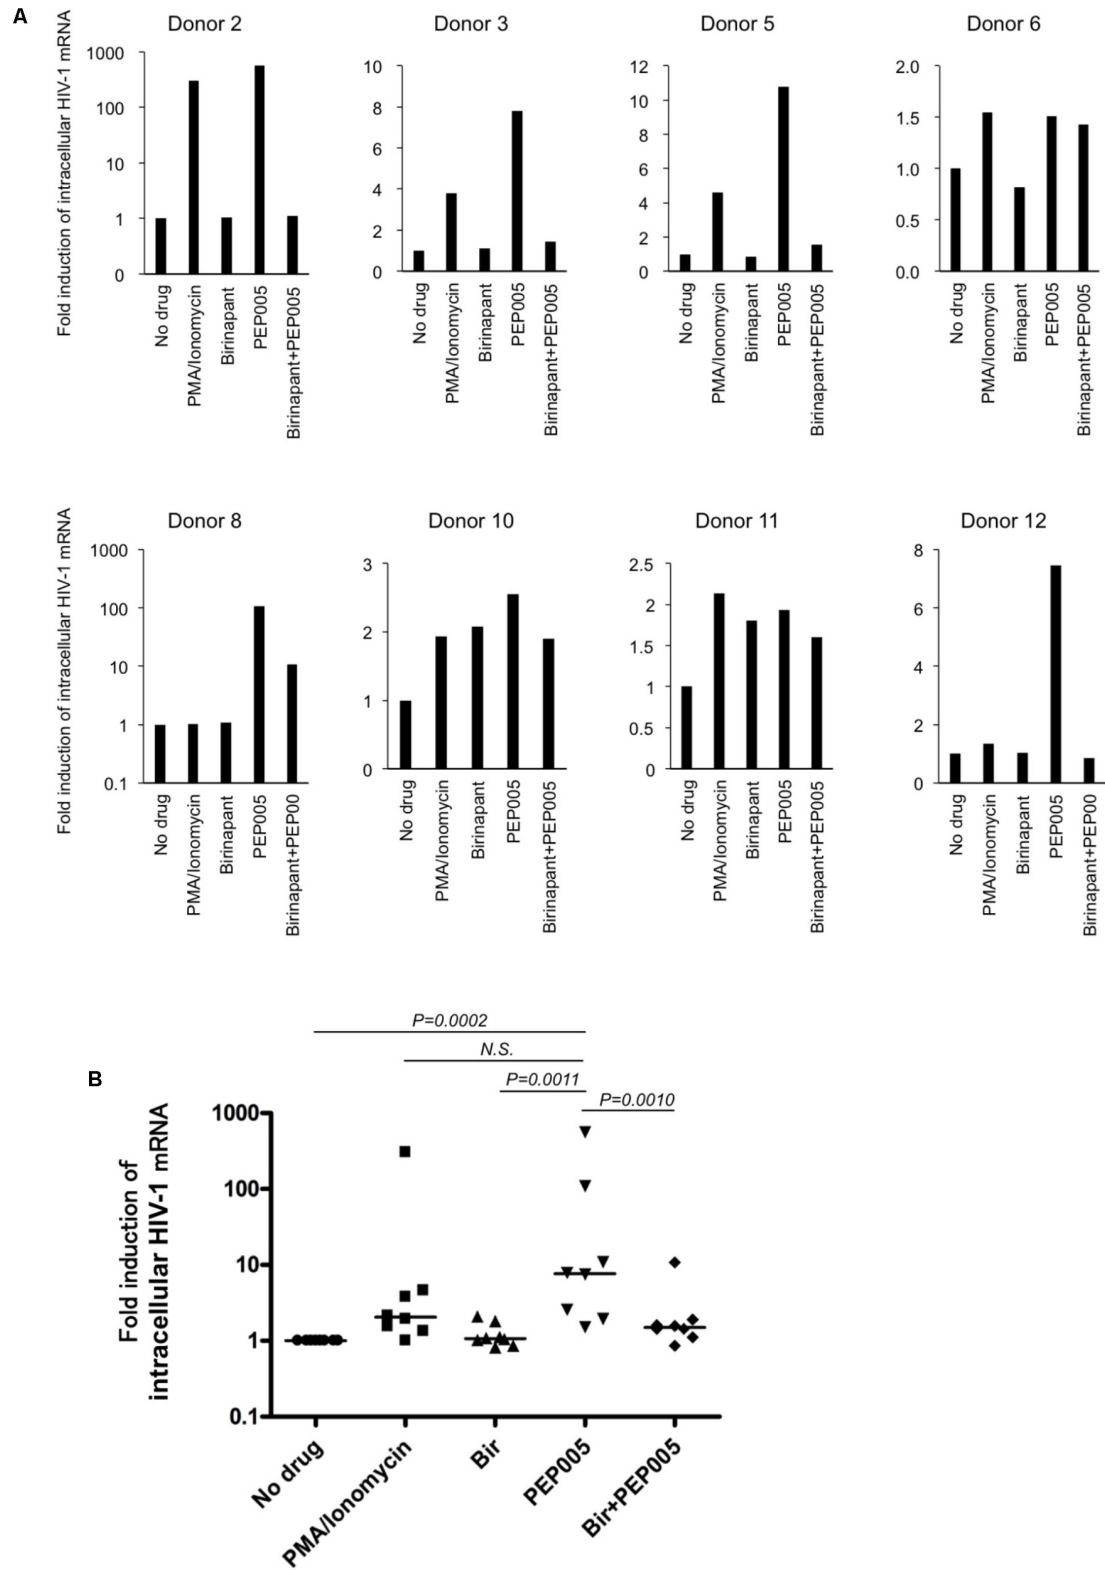 A
Donor 2
Donor 3
Donor 5
Donor 6
Fold induction of intracellular HIV-1 mRNA
1000
100
10
1
0
10
8
6
4
2
0
12
10
8
6
4
2
0
2.0
1.5
1.0
0.5
0.0
No drug
PMA/Ionomycin
Birinapant
PEP005
Birinapant+PEP005
No drug
PMA/Ionomycin
Birinapant
PEP005
Birinapant+PEP005
No drug
PMA/Ionomycin
Birinapant
PEP005
Birinapant+PEP005
No drug
PMA/Ionomycin
Birinapant
PEP005
Birinapant+PEP005
Donor 8
Donor 10
Donor 11
Donor 12
Fold induction of intracellular HIV-1 mRNA
1000
100
10
1
0.1
3
2
1
0
2.5
2
1.5
1
0.5
0
8
6
4
2
0
No drug
PMA/Ionomycin
Birinapant
PEP005
Birinapant+PEP00
No drug
PMA/Ionomycin
Birinapant
PEP005
Birinapant+PEP005
No drug
PMA/Ionomycin
Birinapant
PEP005
Birinapant+PEP005
No drug
PMA/Ionomycin
Birinapant
PEP005
Birinapant+PEP00
B
P=0.0002
N.S.
P=0.0011
P=0.0010
Fold induction of
intracellular HIV-1 mRNA
1000
100
10
1
0.1
No drug
PMA/Ionomycin
Bir
PEP005
Bir+PEP005